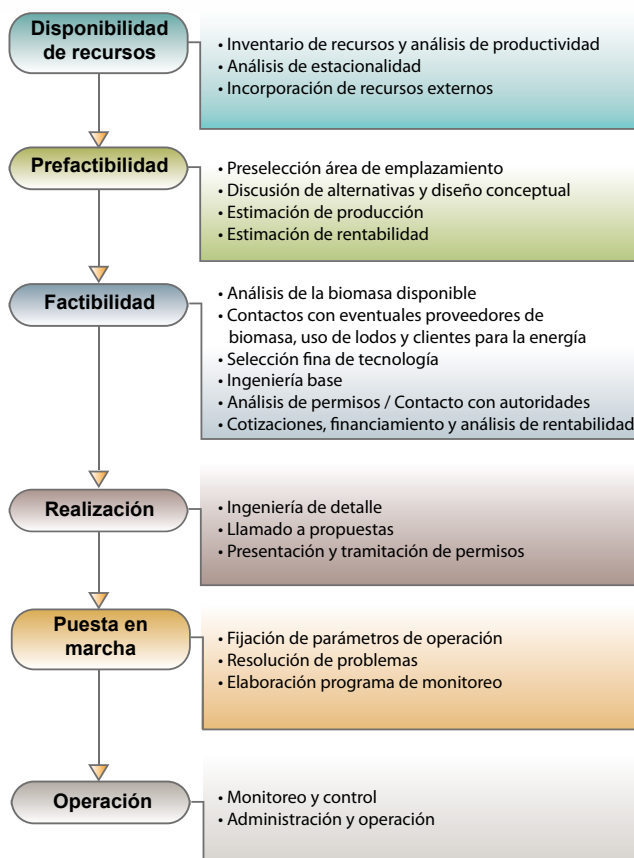 Disponibilidad
de recursos
• Inventario de recursos y análisis de productividad
• Análisis de estacionalidad
• Incorporación de recursos externos
Prefactibilidad
• Preselección área de emplazamiento
• Discusión de alternativas y diseño conceptual
• Estimación de producción
• Estimación de rentabilidad
Factibilidad
• Análisis de la biomasa disponible
• Contactos con eventuales proveedores de
biomasa, uso de lodos y clientes para la energía
• Selección fina de tecnología
• Ingeniería base
• Análisis de permisos / Contacto con autoridades
• Cotizaciones, financiamiento y análisis de rentabilidad
Realización
• Ingeniería de detalle
• Llamado a propuestas
• Presentación y tramitación de permisos
Puesta en
marcha
• Fijación de parámetros de operación
• Resolución de problemas
• Elaboración programa de monitoreo
Operación
• Monitoreo y control
• Administración y operación